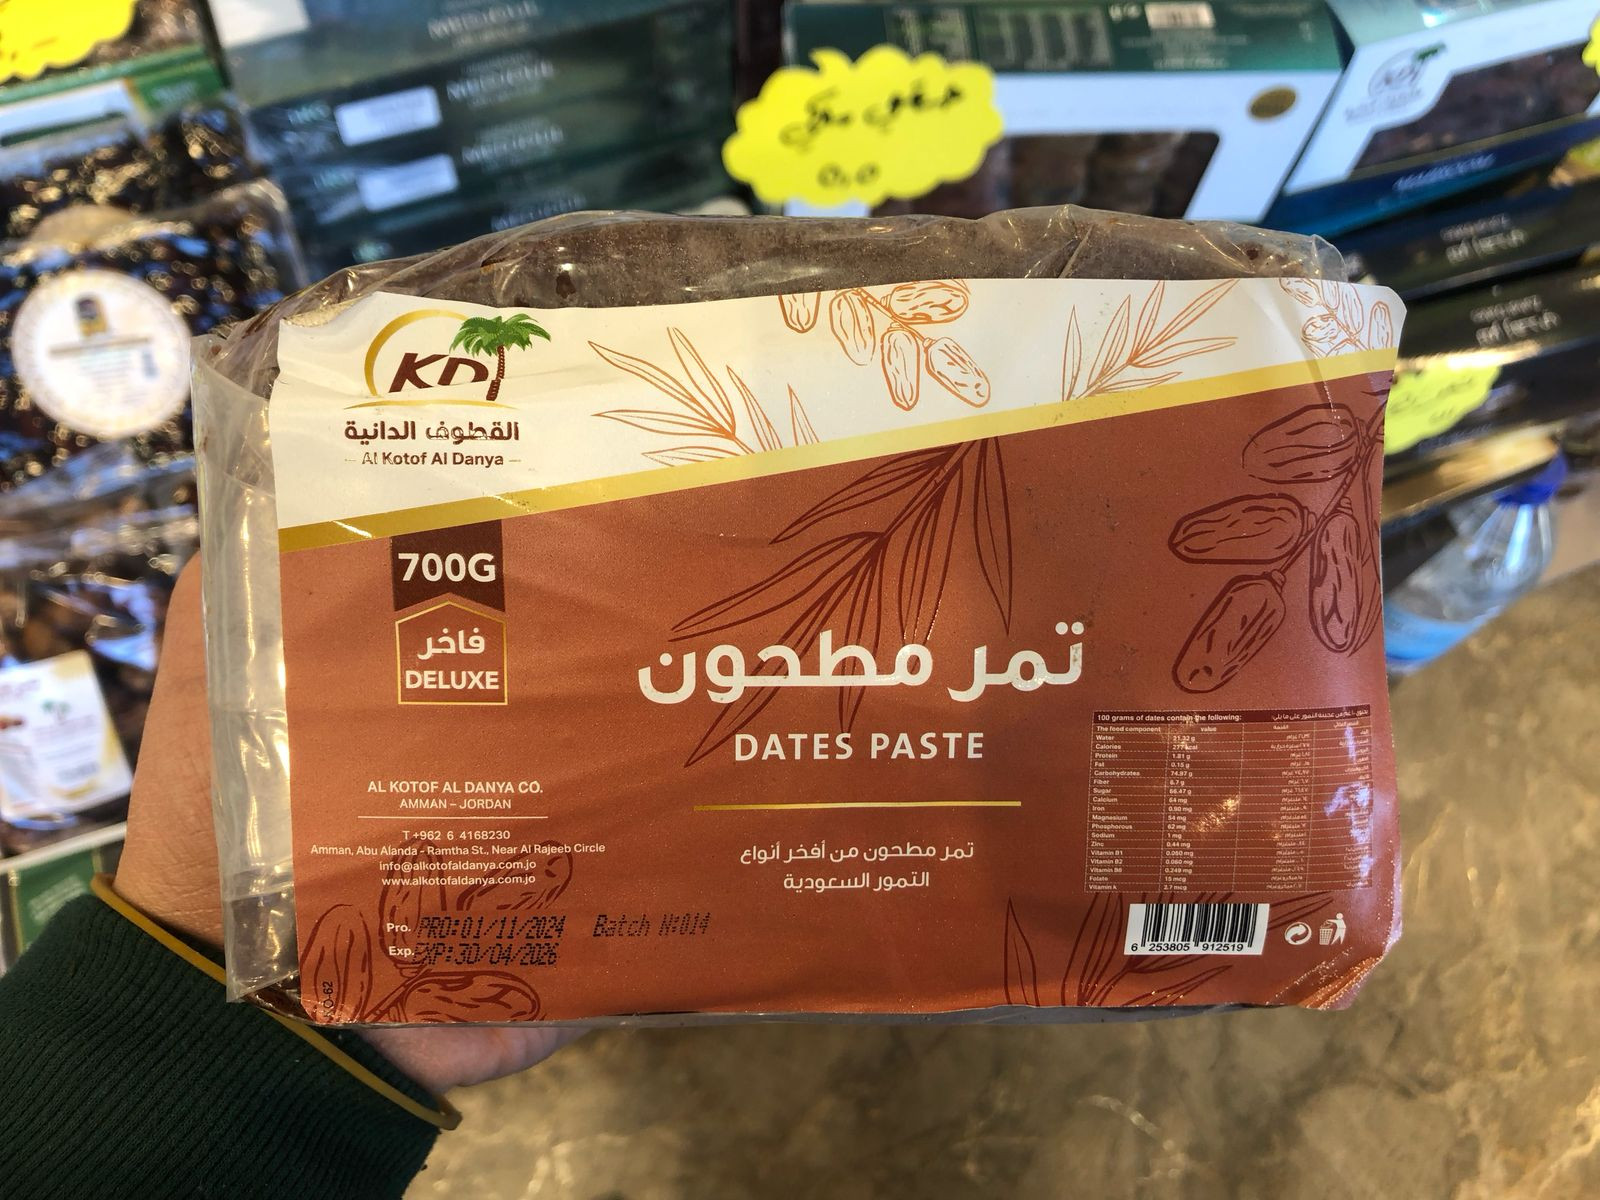 MEDJOUL
MEDJOUL
MEDJOUL
KD
القطوف الدانية
Al Kotof Al Danya
700G
فاخر
DELUXE
تمر مطحون
DATES PASTE
تمر مطحون من أفخر أنواع
التمور السعودية
AL KOTOF AL DANYA CO.
AMMAN – JORDAN
T +962 6 4168230
Amman, Abu Alanda - Ramtha St., Near Al Rajeeb Circle
info@alkotofaldanya.com.jo
www.alkotofaldanya.com.jo
Pro. PRO:01/11/2024 Batch N:014
Exp. EXP:30/04/2026
100 grams of dates contain the following:
The feed component value
Water 21.32 g
Calories 277 kcal
Protein 1.81 g
Fat 0.15 g
Carbohydrates 74.97 g
Fiber 6.7 g
Sugar 66.47 g
Calcium 64 mg
Iron 0.90 mg
Magnesium 54 mg
Phosphorous 62 mg
Sodium 1 mg
Zinc 0.44 mg
Vitamin B1 0.050 mg
Vitamin B2 0.060 mg
Vitamin B6 0.249 mg
Folate 15 mcg
Vitamin k 2.7 mcg
6 253805 912519